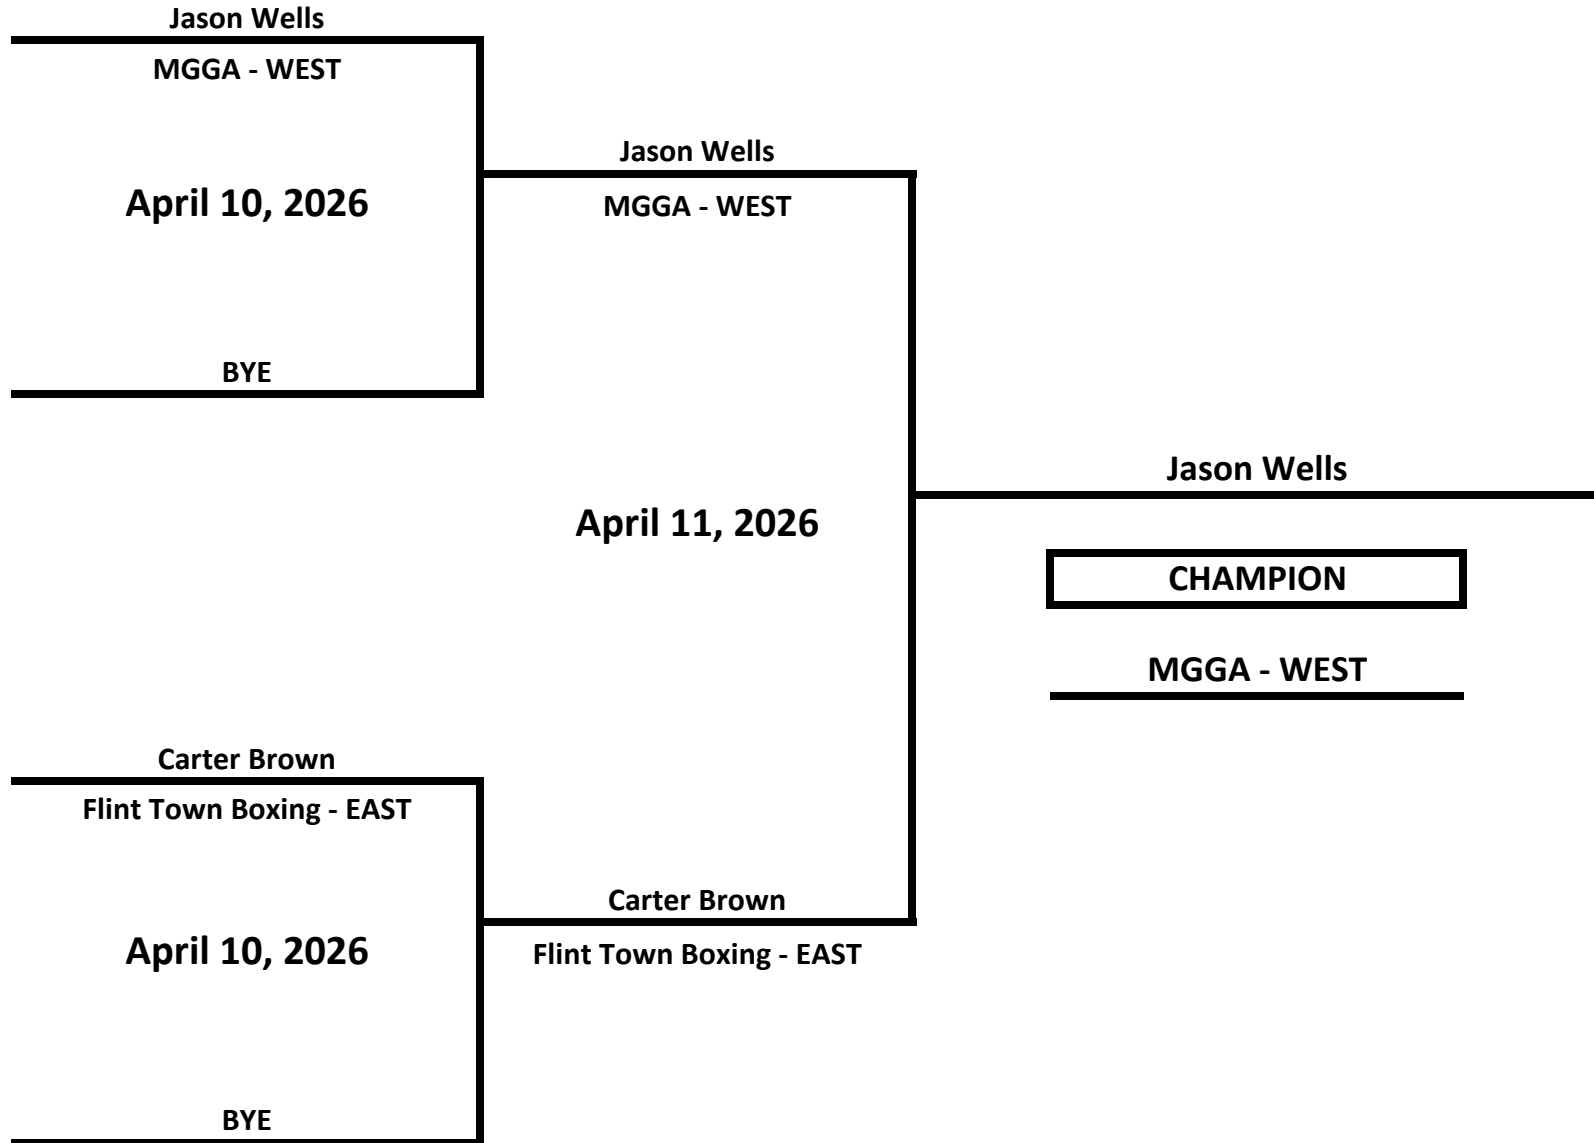 Jason Wells
MGGA - WEST
April 10, 2026
BYE
Jason Wells
MGGA - WEST
April 11, 2026
Jason Wells
CHAMPION
MGGA - WEST
Carter Brown
Flint Town Boxing - EAST
April 10, 2026
BYE
Carter Brown
Flint Town Boxing - EAST